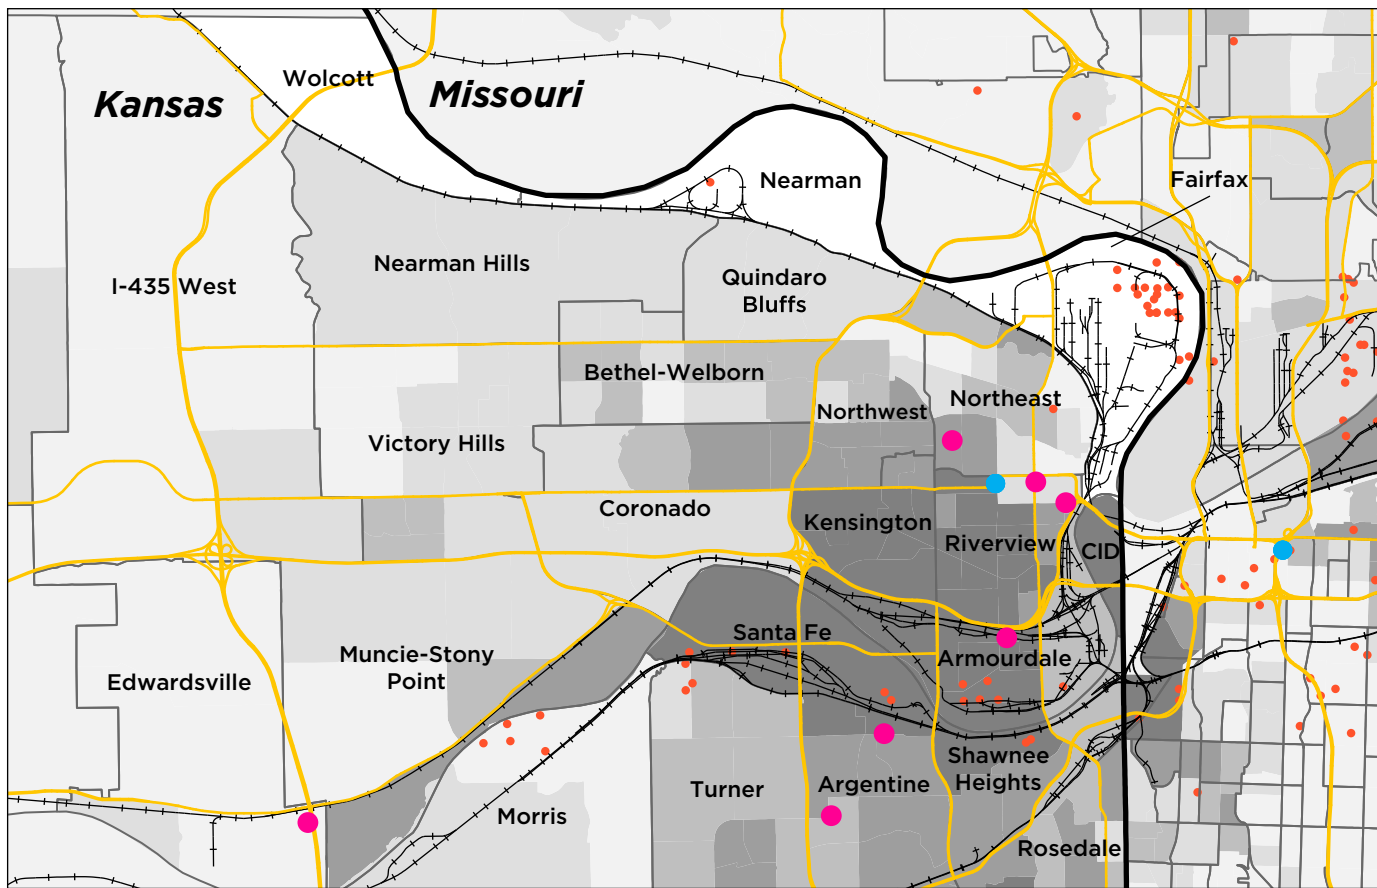 Wolcott
Kansas
Missouri
Nearman
Fairfax
Nearman Hills
I-435 West
Quindaro
Bluffs
Bethel-Welborn
Northwest
Northeast
Victory Hills
Coronado
Kensington
Riverview
CID
Santa Fe
Muncie-Stony
Point
Armourdale
Edwardsville
Shawnee
Heights
Turner
Argentine
Morris
Rosedale